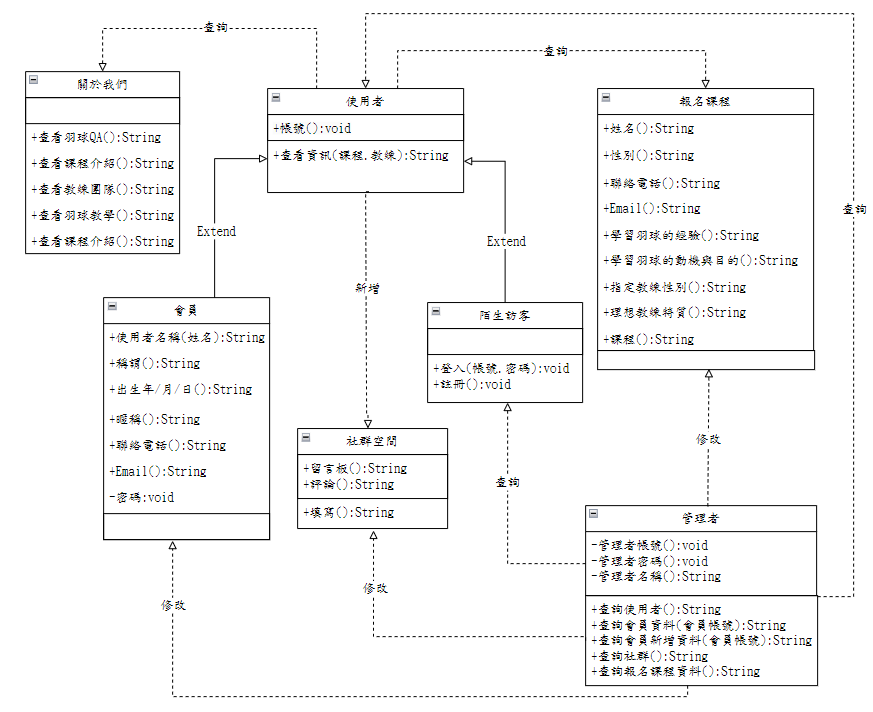 查詢
關於我們
+查看羽球QA():String
+查看課程介紹():String
+查看教練團隊():String
+查看羽球教學():String
+查看課程介紹():String
使用者
+帳號():void
+查看資訊(課程.教練):String
查詢
報名課程
+姓名():String
+性別():String
+聯絡電話():String
+Email():String
+學習羽球的經驗():String
+學習羽球的動機與目的():String
+指定教練性別():String
+理想教練特質():String
+課程():String
查詢
Extend
Extend
新增
會員
+使用者名稱(姓名):String
+稱謂():String
+出生年/月/日():String
+暱稱():String
+聯絡電話():String
+Email():String
-密碼:void
陌生訪客
+登入(帳號.密碼):void
+註冊():void
社群空間
+留言板():String
+評論():String
+填寫():String
查詢
修改
管理者
-管理者帳號():void
-管理者密碼():void
-管理者名稱():String
+查詢使用者():String
+查詢會員資料(會員帳號):String
+查詢會員新增資料(會員帳號):String
+查詢社群():String
+查詢報名課程資料():String
修改
修改